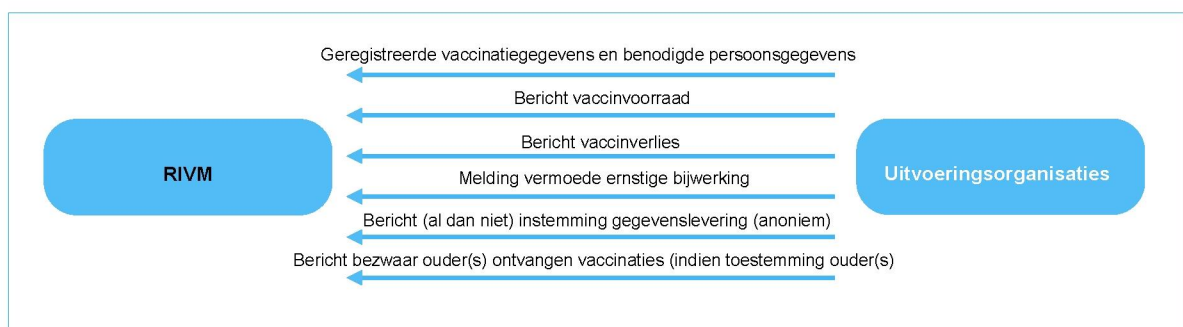 Geregistreerde vaccinatiegegevens en benodigde persoonsgegevens
Bericht vaccinvoorraad
Bericht vaccinverlies
RIVM
Uitvoeringsorganisaties
Melding vermoede ernstige bijwerking
Bericht (al dan niet) instemming gegevenslevering (anoniem)
Bericht bezwaar ouder(s) ontvangen vaccinaties (indien toestemming ouder(s)